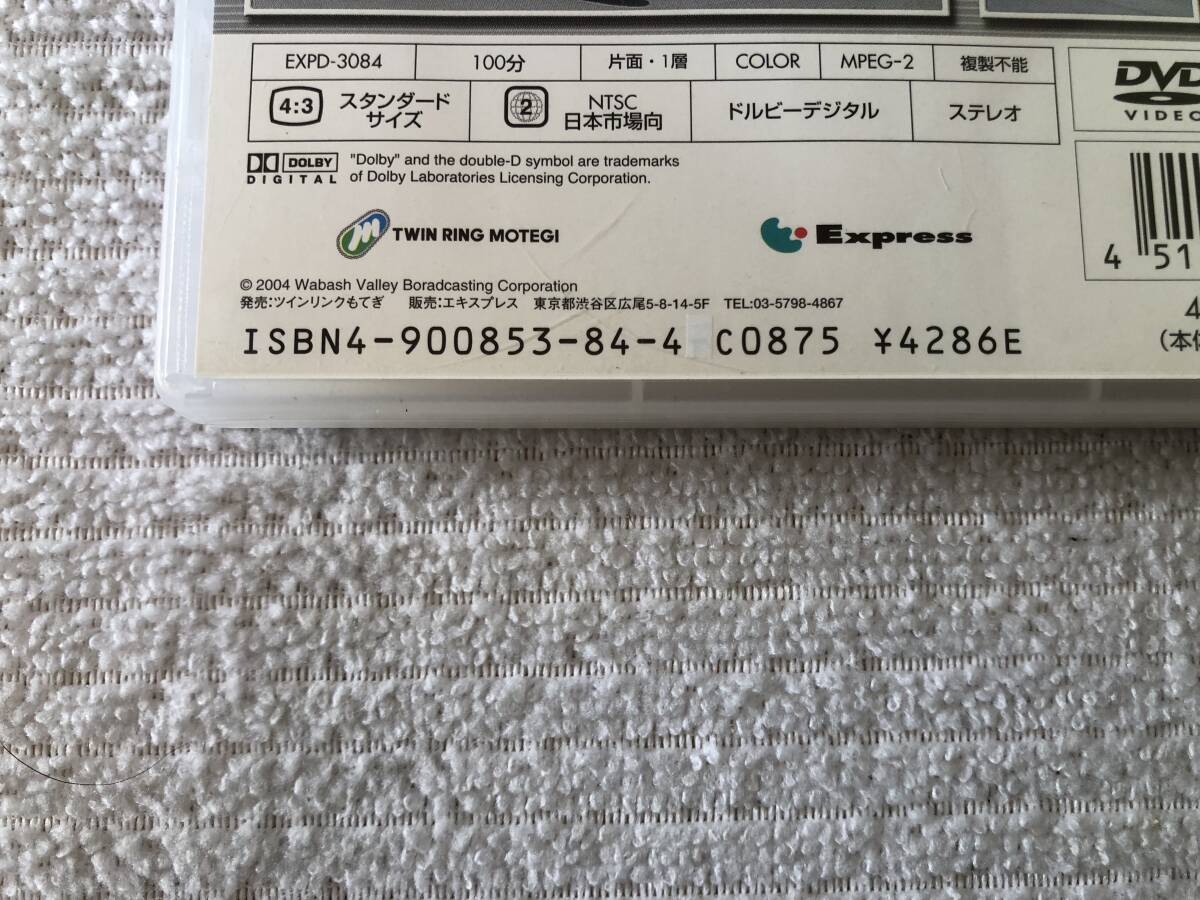 EXPD-3084 100分 片面・1層 COLOR MPEG-2 複製不能
4:3 スタンダード
サイズ
2 NTSC
日本市場向
ドルビーデジタル ステレオ
DVD
VIDEO
DOLBY
DIGITAL
"Dolby" and the double-D symbol are trademarks
of Dolby Laboratories Licensing Corporation.
TWIN RING MOTEGI
Express
4 51
© 2004 Wabash Valley Boradcasting Corporation
発売:ツインリンクもてぎ 販売:エキスプレス 東京都渋谷区広尾5-8-14-5F TEL:03-5798-4867
ISBN4-900853-84-4 C0875 ¥4286E